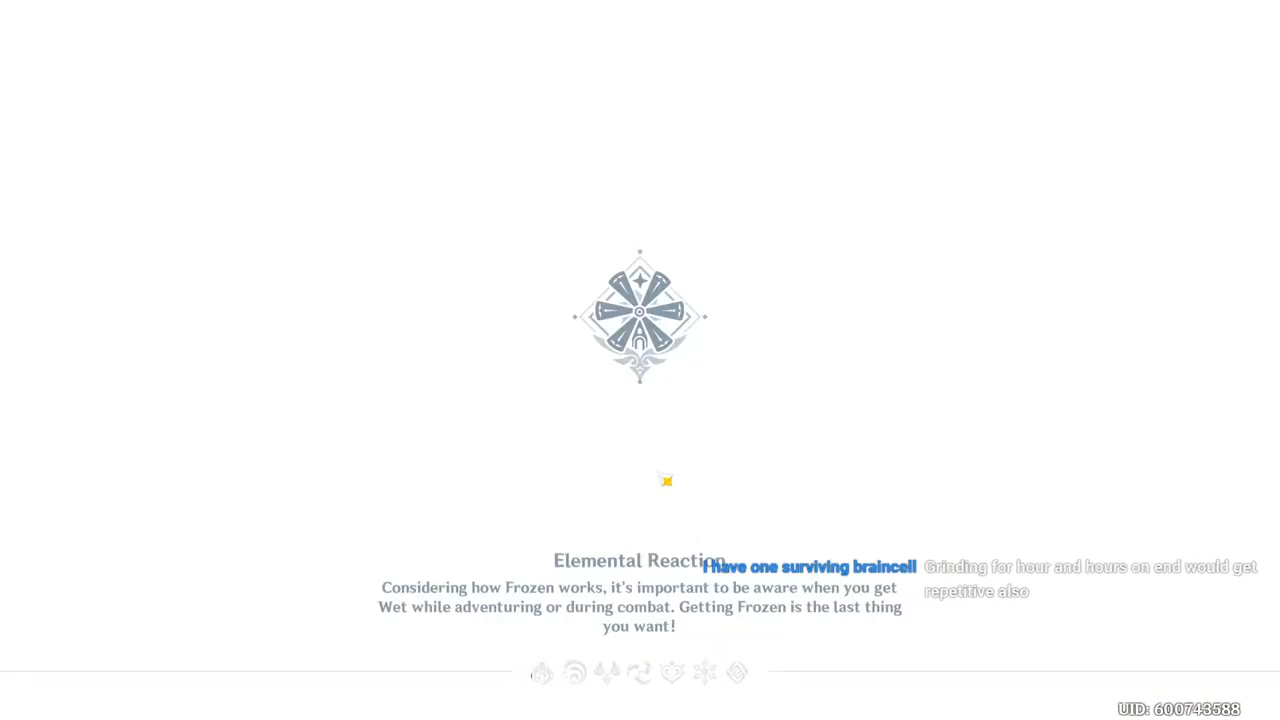 Elemental Reaction
I have one surviving braincell Grinding for hour and hours on end would get
repetitive also
Considering how Frozen works, it's important to be aware when you get
Wet while adventuring or during combat. Getting Frozen is the last thing
you want!
UID: 600743588